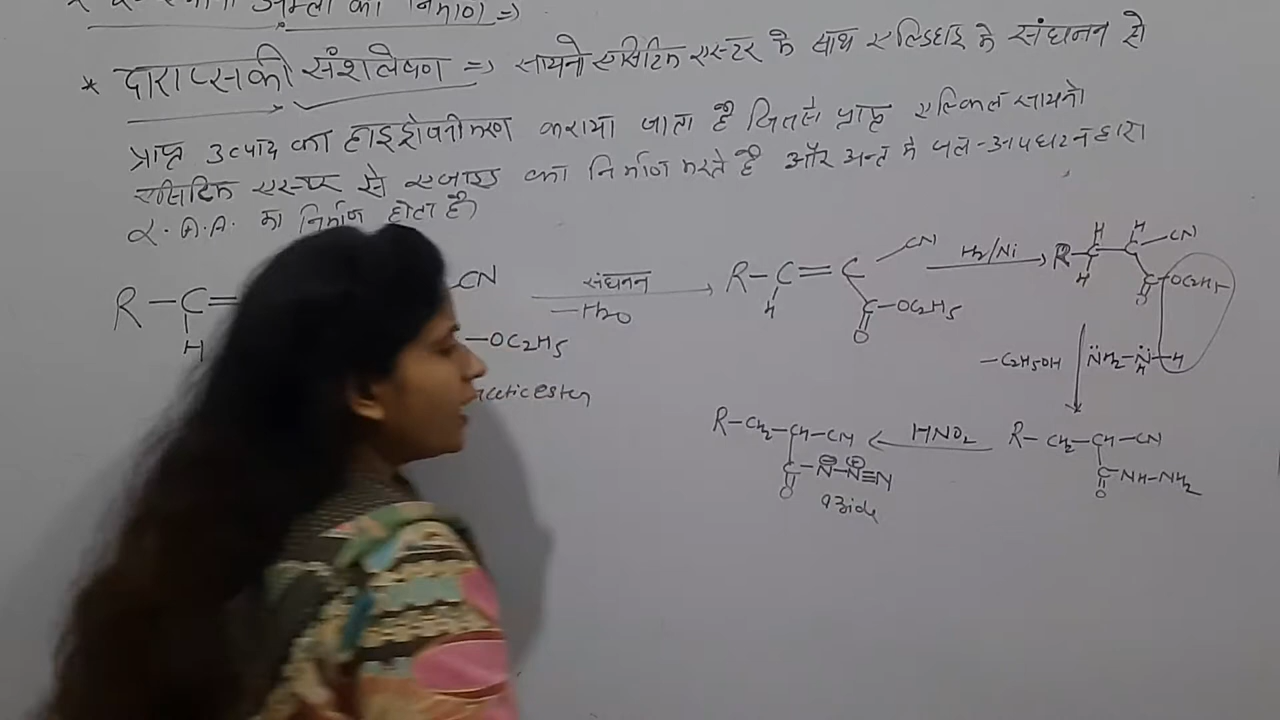 का निर्माण =>
* दाराप्सकी संश्लेषण => सायनो एसिटिक एस्टर के साथ एल्डिहाइड के संघनन से
प्राप्त उत्पाद का हाइड्रोजनीकरण कराया जाता है जिससे प्राप्त एल्किल सायनो
एसिटिक एस्टर से एजाइड का निर्माण करते है और अन्त में जल-अपघटन द्वारा
α. A.A. का निर्माण होता है।
R-C= CN संघनन -H2O R-C=C CN H2/Ni R-C-C-CN
H H H H
H -OC2H5 H C-OC2H5 C-OC2H5
O O
aceticester -C2H5OH N̈H2-N̈-H
H
R-CH2-CH-CN HNO2 R-CH2-CH-CN
C-N⊖-N⊕≡N C-NH-NH2
O O
azide